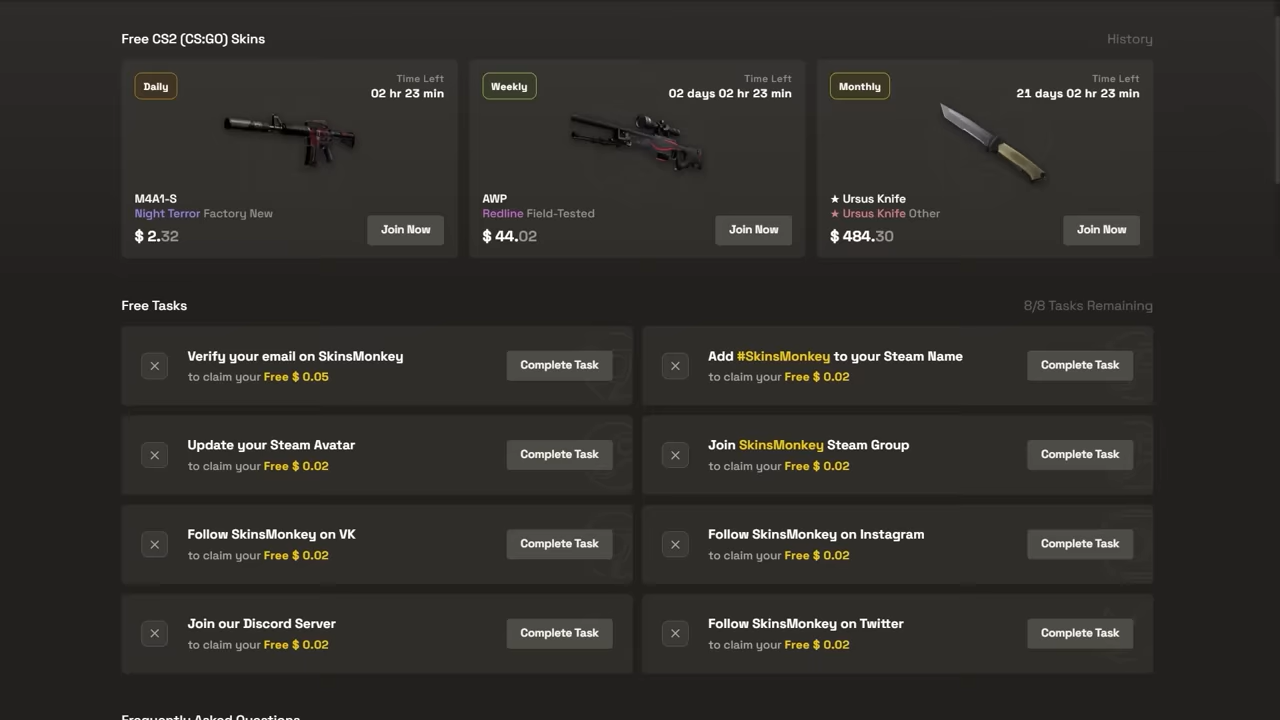 Free CS2 (CS:GO) Skins
History
Daily
Time Left
02 hr 23 min
M4A1-S
Night Terror Factory New
$ 2.32
Join Now
Weekly
Time Left
02 days 02 hr 23 min
AWP
Redline Field-Tested
$ 44.02
Join Now
Monthly
Time Left
21 days 02 hr 23 min
★ Ursus Knife
★ Ursus Knife Other
$ 484.30
Join Now
Free Tasks
8/8 Tasks Remaining
Verify your email on SkinsMonkey
to claim your Free $ 0.05
Complete Task
Add #SkinsMonkey to your Steam Name
to claim your Free $ 0.02
Complete Task
Update your Steam Avatar
to claim your Free $ 0.02
Complete Task
Join SkinsMonkey Steam Group
to claim your Free $ 0.02
Complete Task
Follow SkinsMonkey on VK
to claim your Free $ 0.02
Complete Task
Follow SkinsMonkey on Instagram
to claim your Free $ 0.02
Complete Task
Join our Discord Server
to claim your Free $ 0.02
Complete Task
Follow SkinsMonkey on Twitter
to claim your Free $ 0.02
Complete Task
Frequently Asked Questions